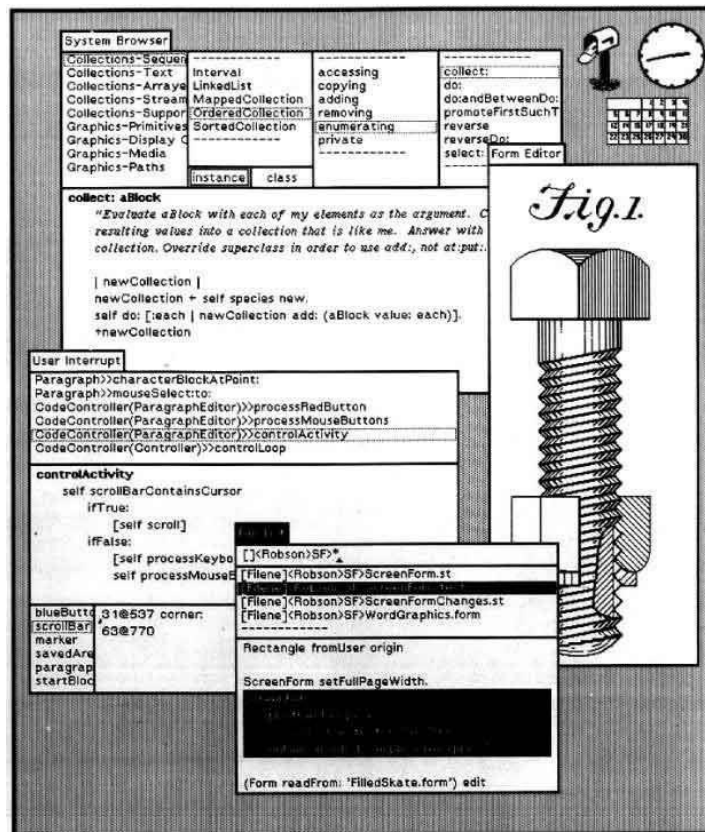 System Browser
Collections-Sequen
Collections-Text
Collections-Arraye
Collections-Stream
Collections-Suppor
Graphics-Primitives
Graphics-Display
Graphics-Media
Graphics-Paths
------------
Interval
LinkedList
MappedCollection
OrderedCollection
SortedCollection
------------
instance class
------------
accessing
copying
adding
removing
enumerating
private
------------
------------
collect:
do:
do:andBetweenDo:
promoteFirstSuchT
reverse
reverseDo:
select:
Form Editor
Fig.1.
collect: aBlock
"Evaluate aBlock with each of my elements as the argument. C
resulting values into a collection that is like me. Answer with
collection. Override superclass in order to use add:, not at:put:.
| newCollection |
newCollection ← self species new.
self do: [:each | newCollection add: (aBlock value: each)].
↑newCollection
User Interrupt
Paragraph>>characterBlockAtPoint:
Paragraph>>mouseSelect:to:
CodeController(ParagraphEditor)>>processRedButton
CodeController(ParagraphEditor)>>processMouseButtons
CodeController(ParagraphEditor)>>controlActivity
CodeController(Controller)>>controlLoop
controlActivity
self scrollBarContainsCursor
ifTrue:
[self scroll]
ifFalse:
[self processKeybo
self processMouseB
blueButto
scrollBar
marker
savedAre
paragrap
startBloc
31@537 corner:
63@770
[]<Robson>SF>*
[Filene]<Robson>SF>ScreenForm.st
[Filene]<Robson>SF>ScreenFormChanges.st
[Filene]<Robson>SF>WordGraphics.form
------------
Rectangle fromUser origin
ScreenForm setFullPageWidth.
(Form readFrom: 'FilledSkate.form') edit